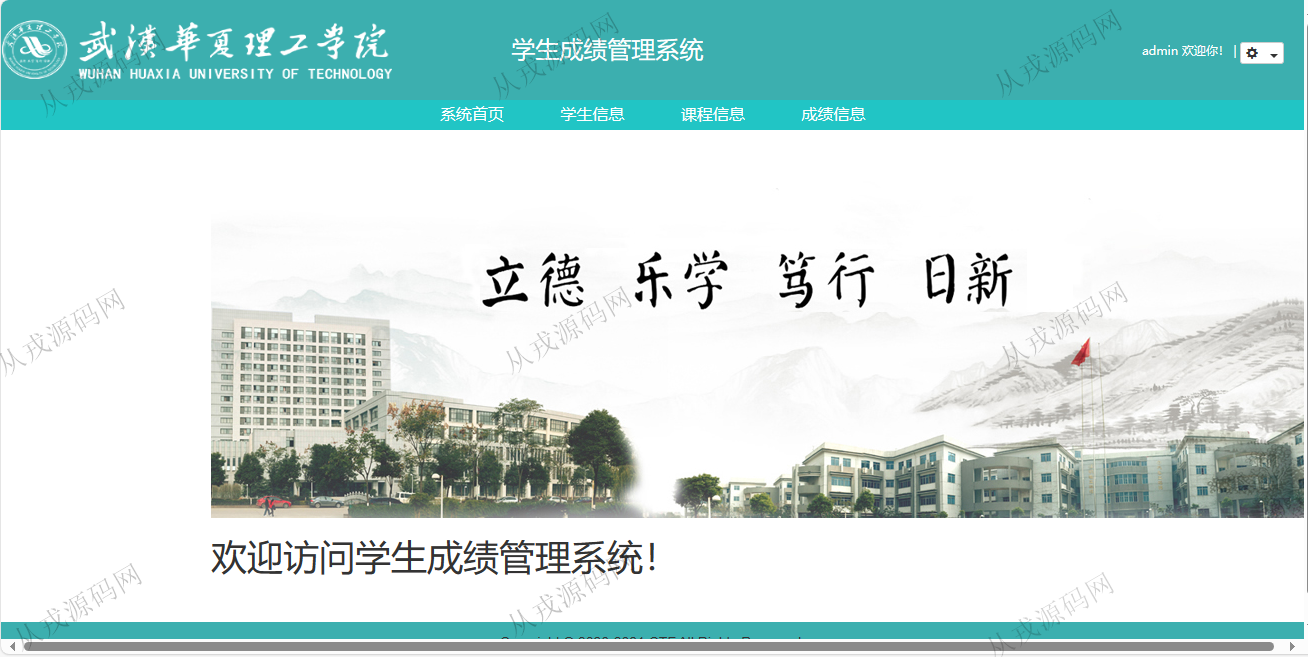 武漢華夏理工学院
WUHAN HUAXIA UNIVERSITY OF TECHNOLOGY
学生成绩管理系统
admin 欢迎你！ |
系统首页 学生信息 课程信息 成绩信息
立德 乐学 笃行 日新
欢迎访问学生成绩管理系统！
从戎源码网
从戎源码网
从戎源码网
从戎源码网
从戎源码网
从戎源码网
从戎源码网
从戎源码网
从戎源码网